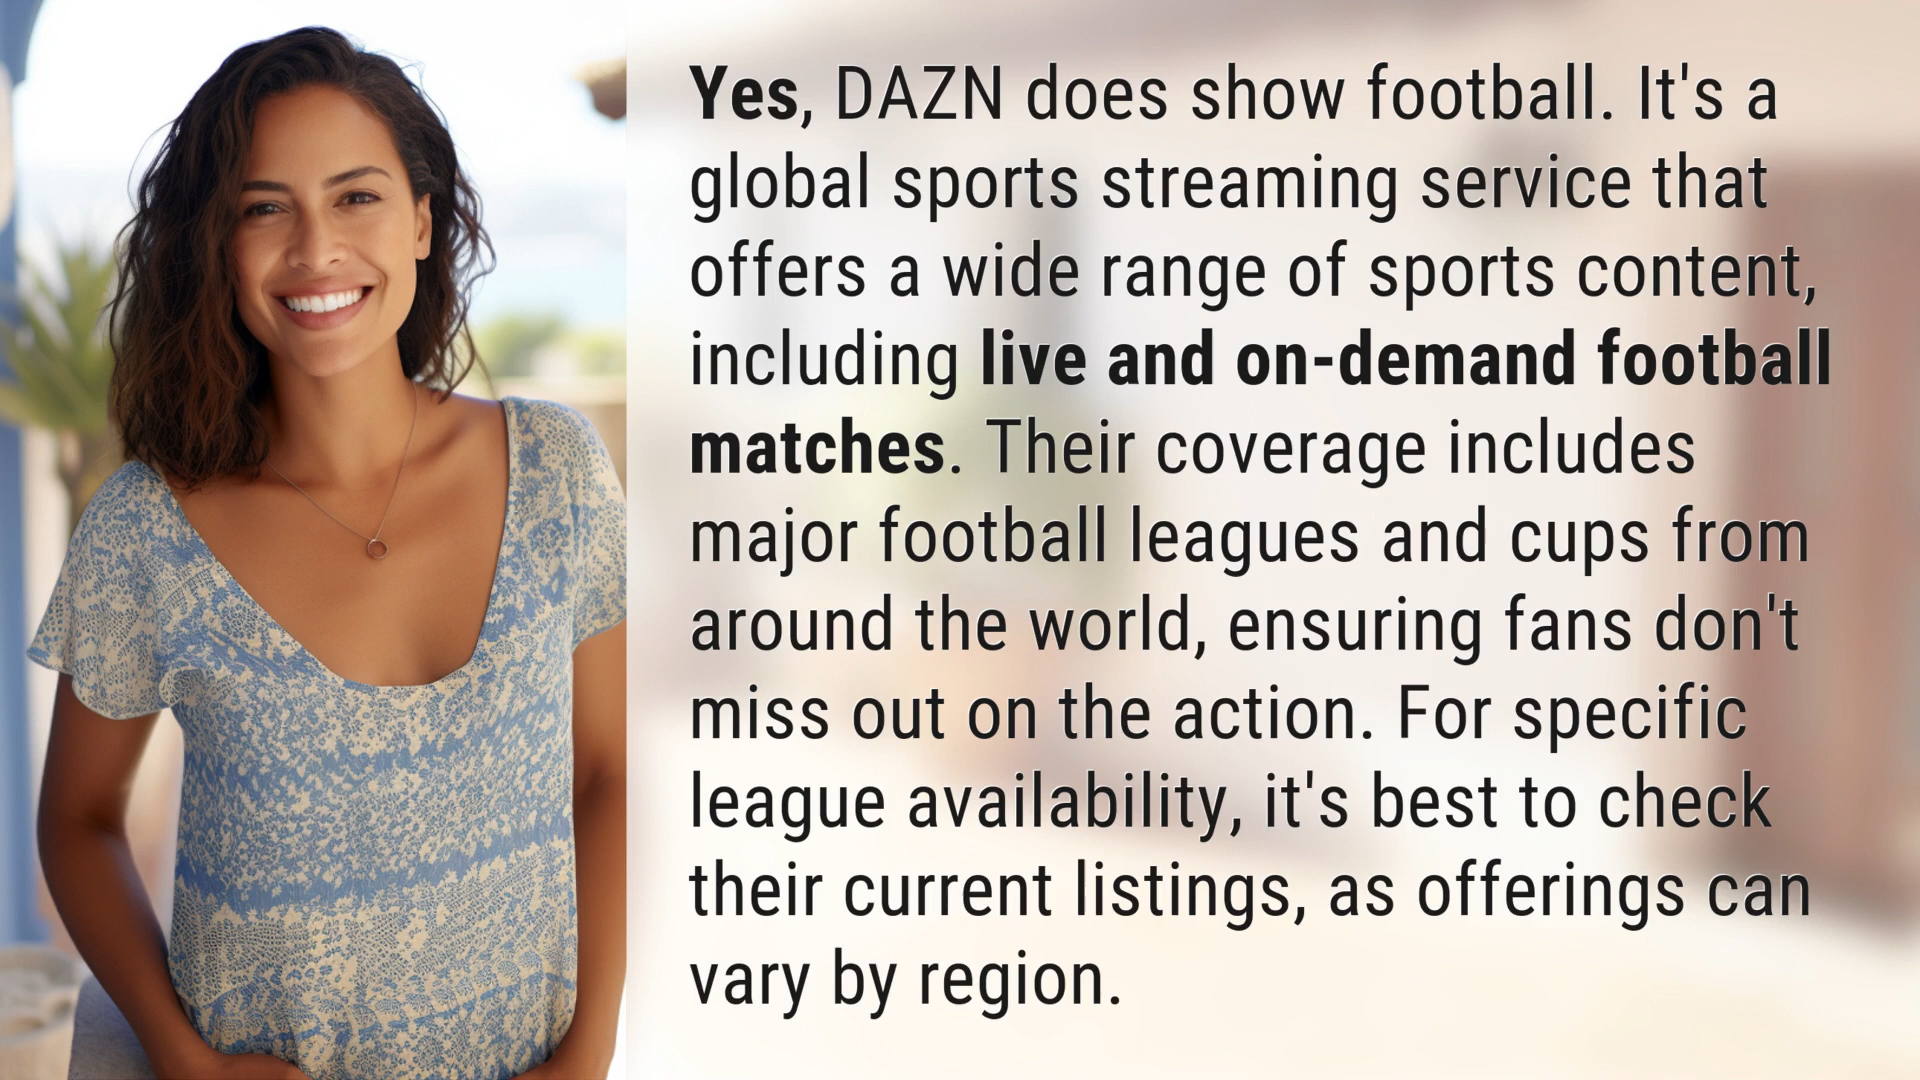 Yes, DAZN does show football. It's a
global sports streaming service that
offers a wide range of sports content,
including live and on-demand football
matches. Their coverage includes
major football leagues and cups from
around the world, ensuring fans don't
miss out on the action. For specific
league availability, it's best to check
their current listings, as offerings can
vary by region.